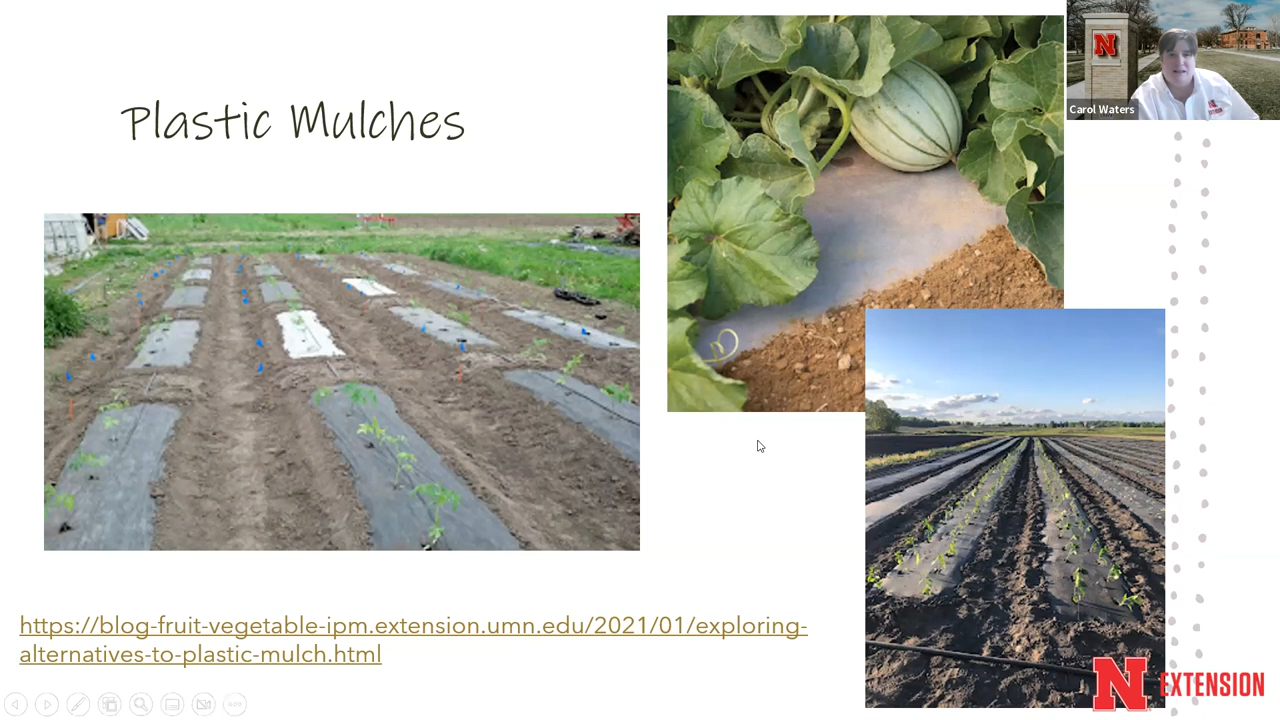 Plastic Mulches
N
Carol Waters
https://blog-fruit-vegetable-ipm.extension.umn.edu/2021/01/exploring-
alternatives-to-plastic-mulch.html
N EXTENSION